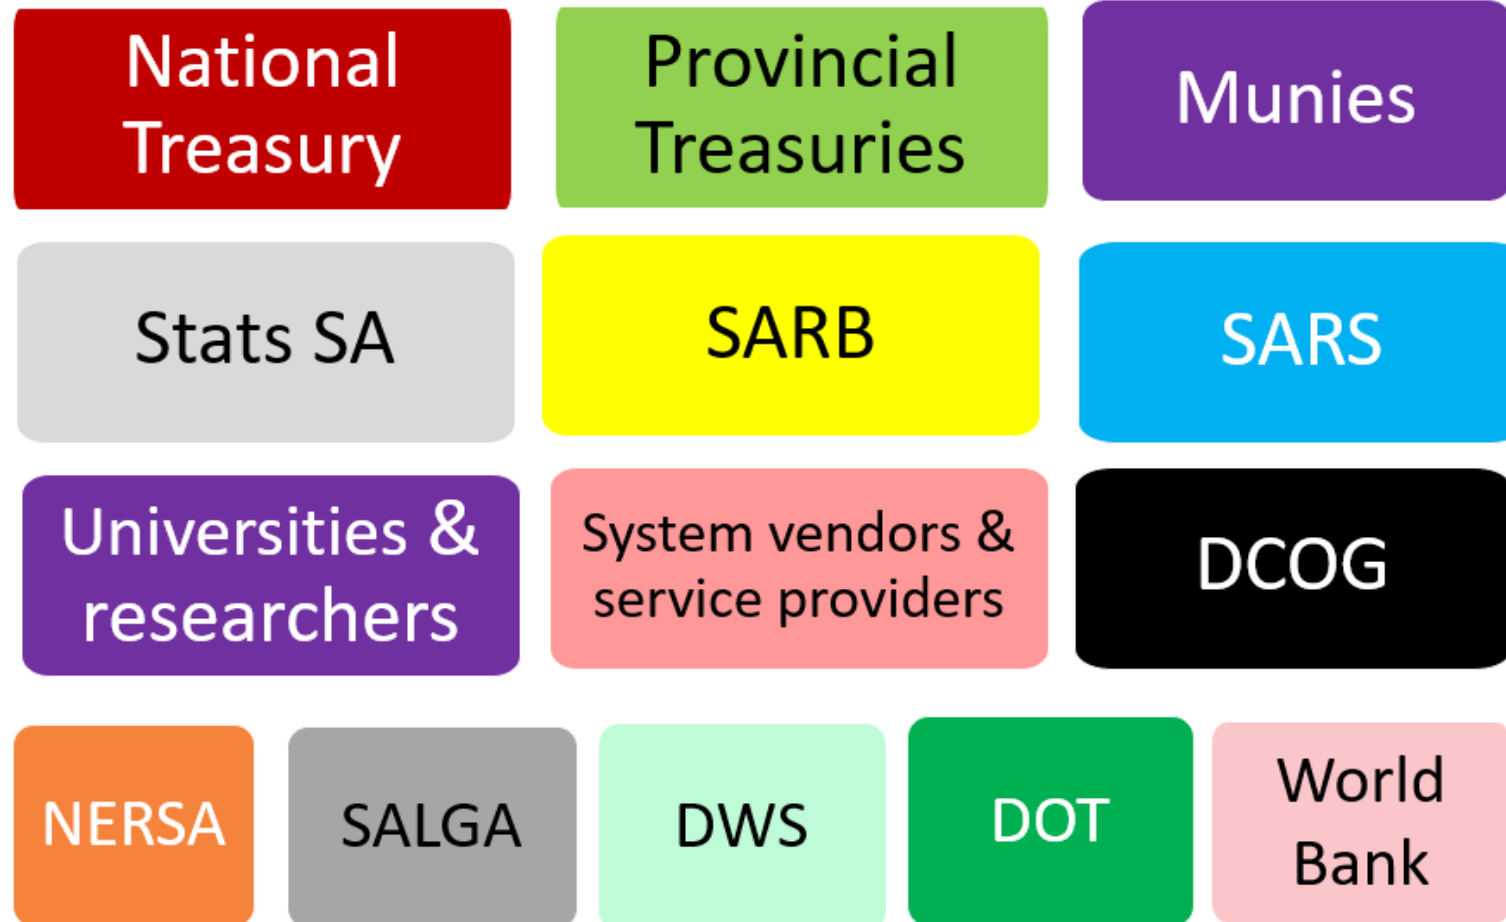 National
Treasury
Provincial
Treasuries
Munies
Stats SA
SARB
SARS
Universities &
researchers
System vendors &
service providers
DCOG
NERSA
SALGA
DWS
DOT
World
Bank